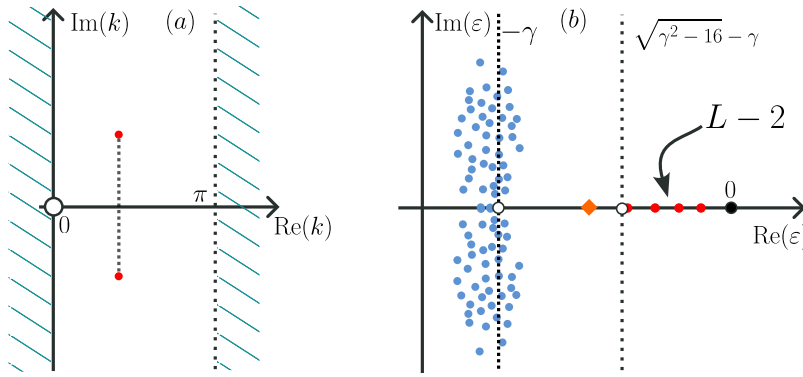 Im(k)
(a)
π
0
Re(k)
Im(ε)
−γ
(b)
√γ² − 16 − γ
L − 2
0
Re(ε)